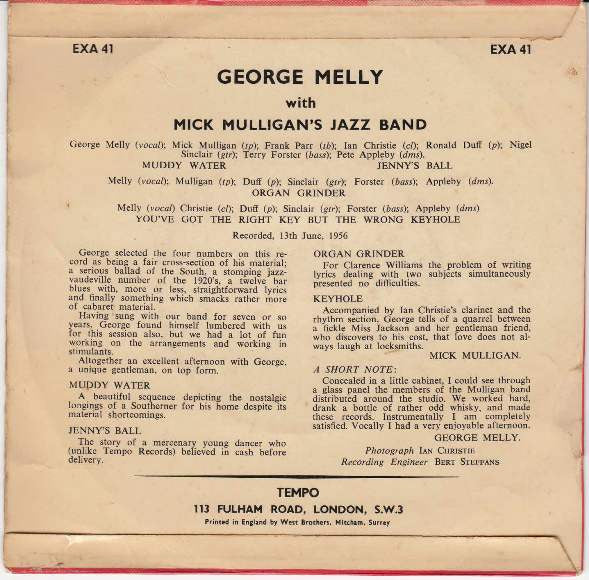 EXA 41
EXA 41
GEORGE MELLY
with
MICK MULLIGAN'S JAZZ BAND
George Melly (vocal); Mick Mulligan (tp); Frank Parr (tb); Ian Christie (cl); Ronald Duff (p); Nigel
Sinclair (gtr); Terry Forster (bass); Pete Appleby (dms).
MUDDY WATER JENNY'S BALL
Melly (vocal); Mulligan (tp); Duff (p); Sinclair (gtr); Forster (bass); Appleby (dms).
ORGAN GRINDER
Melly (vocal) Christie (cl); Duff (p); Sinclair (gtr); Forster (bass); Appleby (dms)
YOU'VE GOT THE RIGHT KEY BUT THE WRONG KEYHOLE
Recorded, 13th June, 1956
George selected the four numbers on this re-
cord as being a fair cross-section of his material;
a serious ballad of the South, a stomping jazz-
vaudeville number of the 1920's, a twelve bar
blues with, more or less, straightforward lyrics
and finally something which smacks rather more
of cabaret material.
Having sung with our band for seven or so
years, George found himself lumbered with us
for this session also, but we had a lot of fun
working on the arrangements and working in
stimulants.
Altogether an excellent afternoon with George,
a unique gentleman, on top form.
MUDDY WATER
A beautiful sequence depicting the nostalgic
longings of a Southerner for his home despite its
material shortcomings.
JENNY'S BALL
The story of a mercenary young dancer who
(unlike Tempo Records) believed in cash before
delivery.
ORGAN GRINDER
For Clarence Williams the problem of writing
lyrics dealing with two subjects simultaneously
presented no difficulties.
KEYHOLE
Accompanied by Ian Christie's clarinet and the
rhythm section, George tells of a quarrel between
a fickle Miss Jackson and her gentleman friend,
who discovers to his cost, that love does not al-
ways laugh at locksmiths.
MICK MULLIGAN.
A SHORT NOTE:
Concealed in a little cabinet, I could see through
a glass panel the members of the Mulligan band
distributed around the studio. We worked hard,
drank a bottle of rather odd whisky, and made
these records. Instrumentally I am completely
satisfied. Vocally I had a very enjoyable afternoon.
GEORGE MELLY.
Photograph IAN CHRISTIE
Recording Engineer BERT STEFFANS
TEMPO
113 FULHAM ROAD, LONDON, S.W.3
Printed in England by West Brothers, Mitcham, Surrey